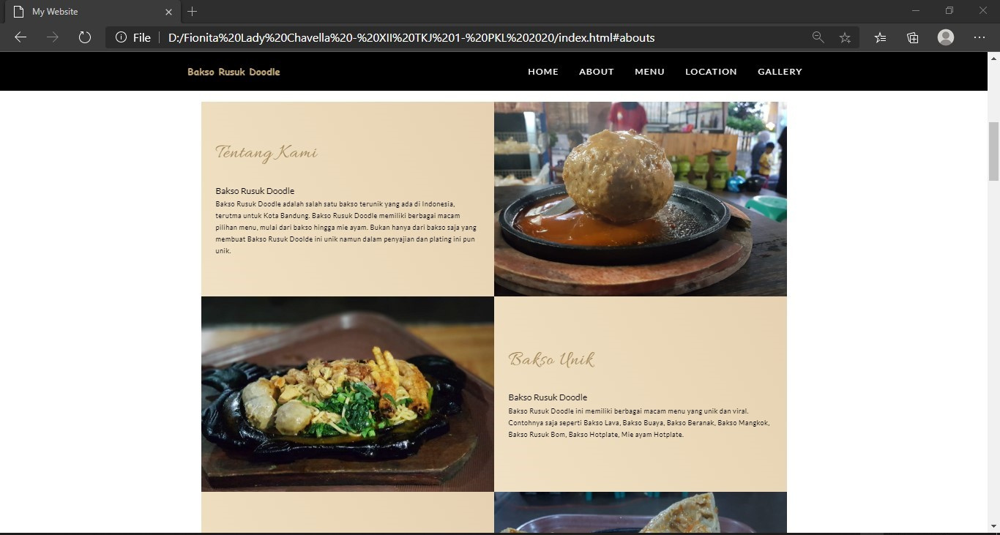 My Website
File
D:/Fionita%20Lady%20Chavella%20-%20XII%20TKJ%201-%20PKL%202020/index.html#abouts
Bakso Rusuk Doodle
HOME ABOUT MENU LOCATION GALLERY
Tentang Kami
Bakso Rusuk Doodle
Bakso Rusuk Doodle adalah salah satu bakso terunik yang ada di Indonesia,
terutma untuk Kota Bandung. Bakso Rusuk Doodle memiliki berbagai macam
pilihan menu, mulai dari bakso hingga mie ayam. Bukan hanya dari bakso saja yang
membuat Bakso Rusuk Doolde ini unik namun dalam penyajian dan plating ini pun
unik.
Bakso Unik
Bakso Rusuk Doodle
Bakso Rusuk Doodle ini memiliki berbagai macam menu yang unik dan viral.
Contohnya saja seperti Bakso Lava, Bakso Buaya, Bakso Beranak, Bakso Mangkok,
Bakso Rusuk Bom, Bakso Hotplate, Mie ayam Hotplate.